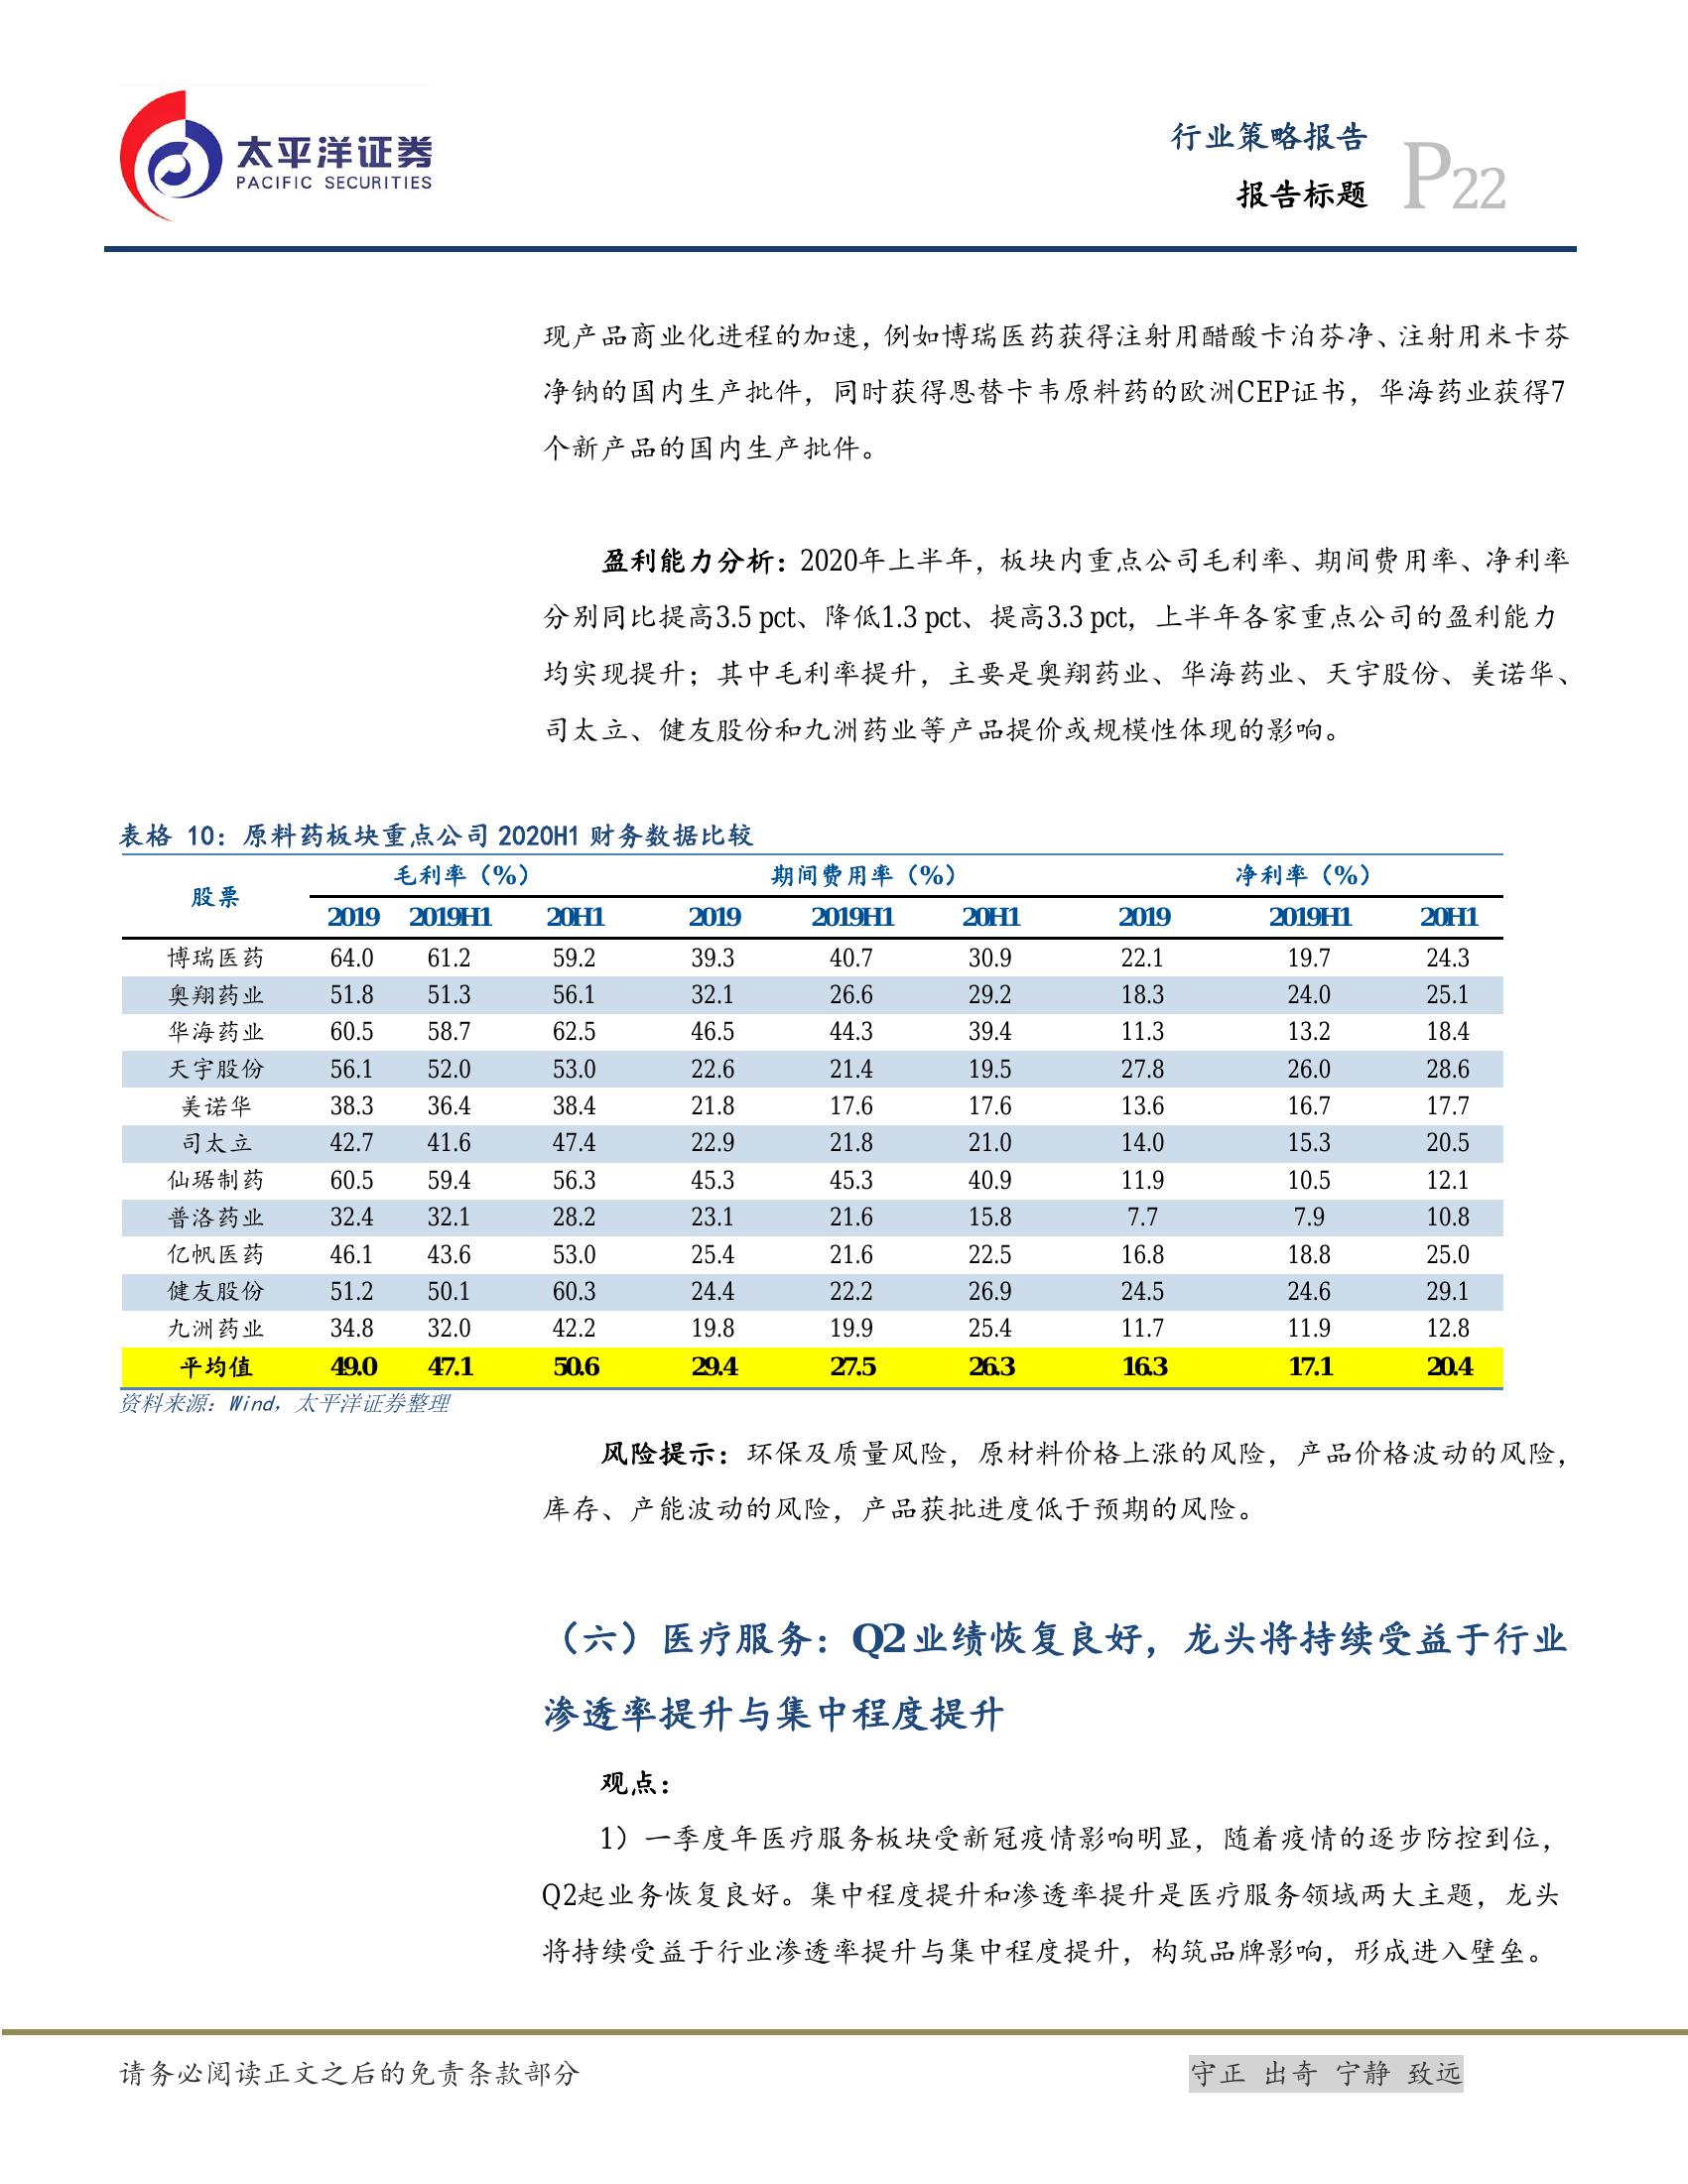 太平洋证券
PACIFIC SECURITIES
行业策略报告
报告标题
P22
现产品商业化进程的加速，例如博瑞医药获得注射用醋酸卡泊芬净、注射用米卡芬
净钠的国内生产批件，同时获得恩替卡韦原料药的欧洲CEP证书，华海药业获得7
个新产品的国内生产批件。
盈利能力分析：2020年上半年，板块内重点公司毛利率、期间费用率、净利率
分别同比提高3.5 pct、降低1.3 pct、提高3.3 pct，上半年各家重点公司的盈利能力
均实现提升；其中毛利率提升，主要是奥翔药业、华海药业、天宇股份、美诺华、
司太立、健友股份和九洲药业等产品提价或规模性体现的影响。
表格 10：原料药板块重点公司 2020H1 财务数据比较
股票 毛利率（%） 期间费用率（%） 净利率（%）
2019 2019H1 20H1 2019 2019H1 20H1 2019 2019H1 20H1
博瑞医药 64.0 61.2 59.2 39.3 40.7 30.9 22.1 19.7 24.3
奥翔药业 51.8 51.3 56.1 32.1 26.6 29.2 18.3 24.0 25.1
华海药业 60.5 58.7 62.5 46.5 44.3 39.4 11.3 13.2 18.4
天宇股份 56.1 52.0 53.0 22.6 21.4 19.5 27.8 26.0 28.6
美诺华 38.3 36.4 38.4 21.8 17.6 17.6 13.6 16.7 17.7
司太立 42.7 41.6 47.4 22.9 21.8 21.0 14.0 15.3 20.5
仙琚制药 60.5 59.4 56.3 45.3 45.3 40.9 11.9 10.5 12.1
普洛药业 32.4 32.1 28.2 23.1 21.6 15.8 7.7 7.9 10.8
亿帆医药 46.1 43.6 53.0 25.4 21.6 22.5 16.8 18.8 25.0
健友股份 51.2 50.1 60.3 24.4 22.2 26.9 24.5 24.6 29.1
九洲药业 34.8 32.0 42.2 19.8 19.9 25.4 11.7 11.9 12.8
平均值 49.0 47.1 50.6 29.4 27.5 26.3 16.3 17.1 20.4
资料来源：Wind，太平洋证券整理
风险提示：环保及质量风险，原材料价格上涨的风险，产品价格波动的风险，
库存、产能波动的风险，产品获批进度低于预期的风险。
（六）医疗服务：Q2业绩恢复良好，龙头将持续受益于行业
渗透率提升与集中程度提升
观点：
1）一季度年医疗服务板块受新冠疫情影响明显，随着疫情的逐步防控到位，
Q2起业务恢复良好。集中程度提升和渗透率提升是医疗服务领域两大主题，龙头
将持续受益于行业渗透率提升与集中程度提升，构筑品牌影响，形成进入壁垒。
请务必阅读正文之后的免责条款部分
守正 出奇 宁静 致远